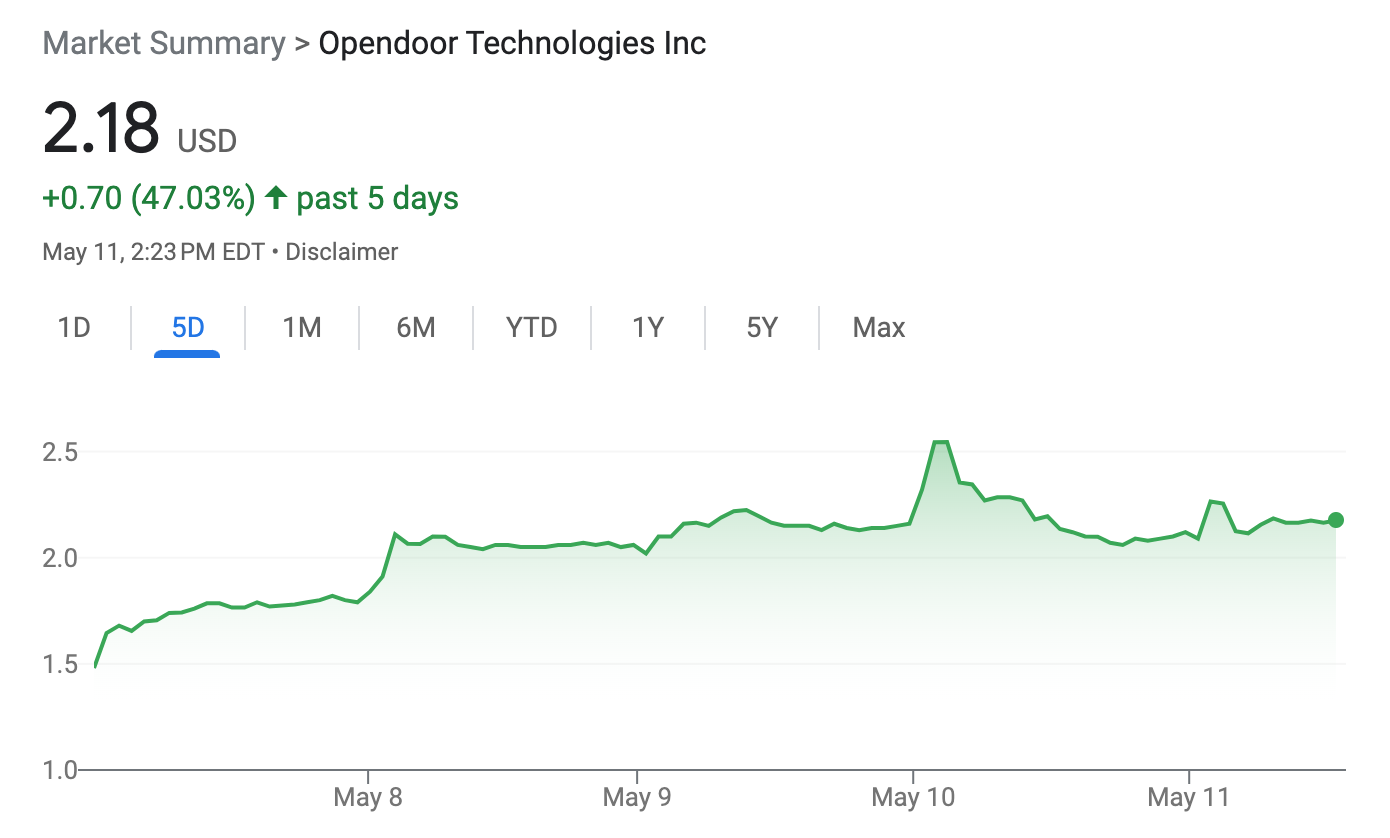 Market Summary > Opendoor Technologies Inc
2.18 USD
+0.70 (47.03%) ↑ past 5 days
May 11, 2:23 PM EDT • Disclaimer
1D 5D 1M 6M YTD 1Y 5Y Max
2.5
2.0
1.5
1.0
May 8 May 9 May 10 May 11